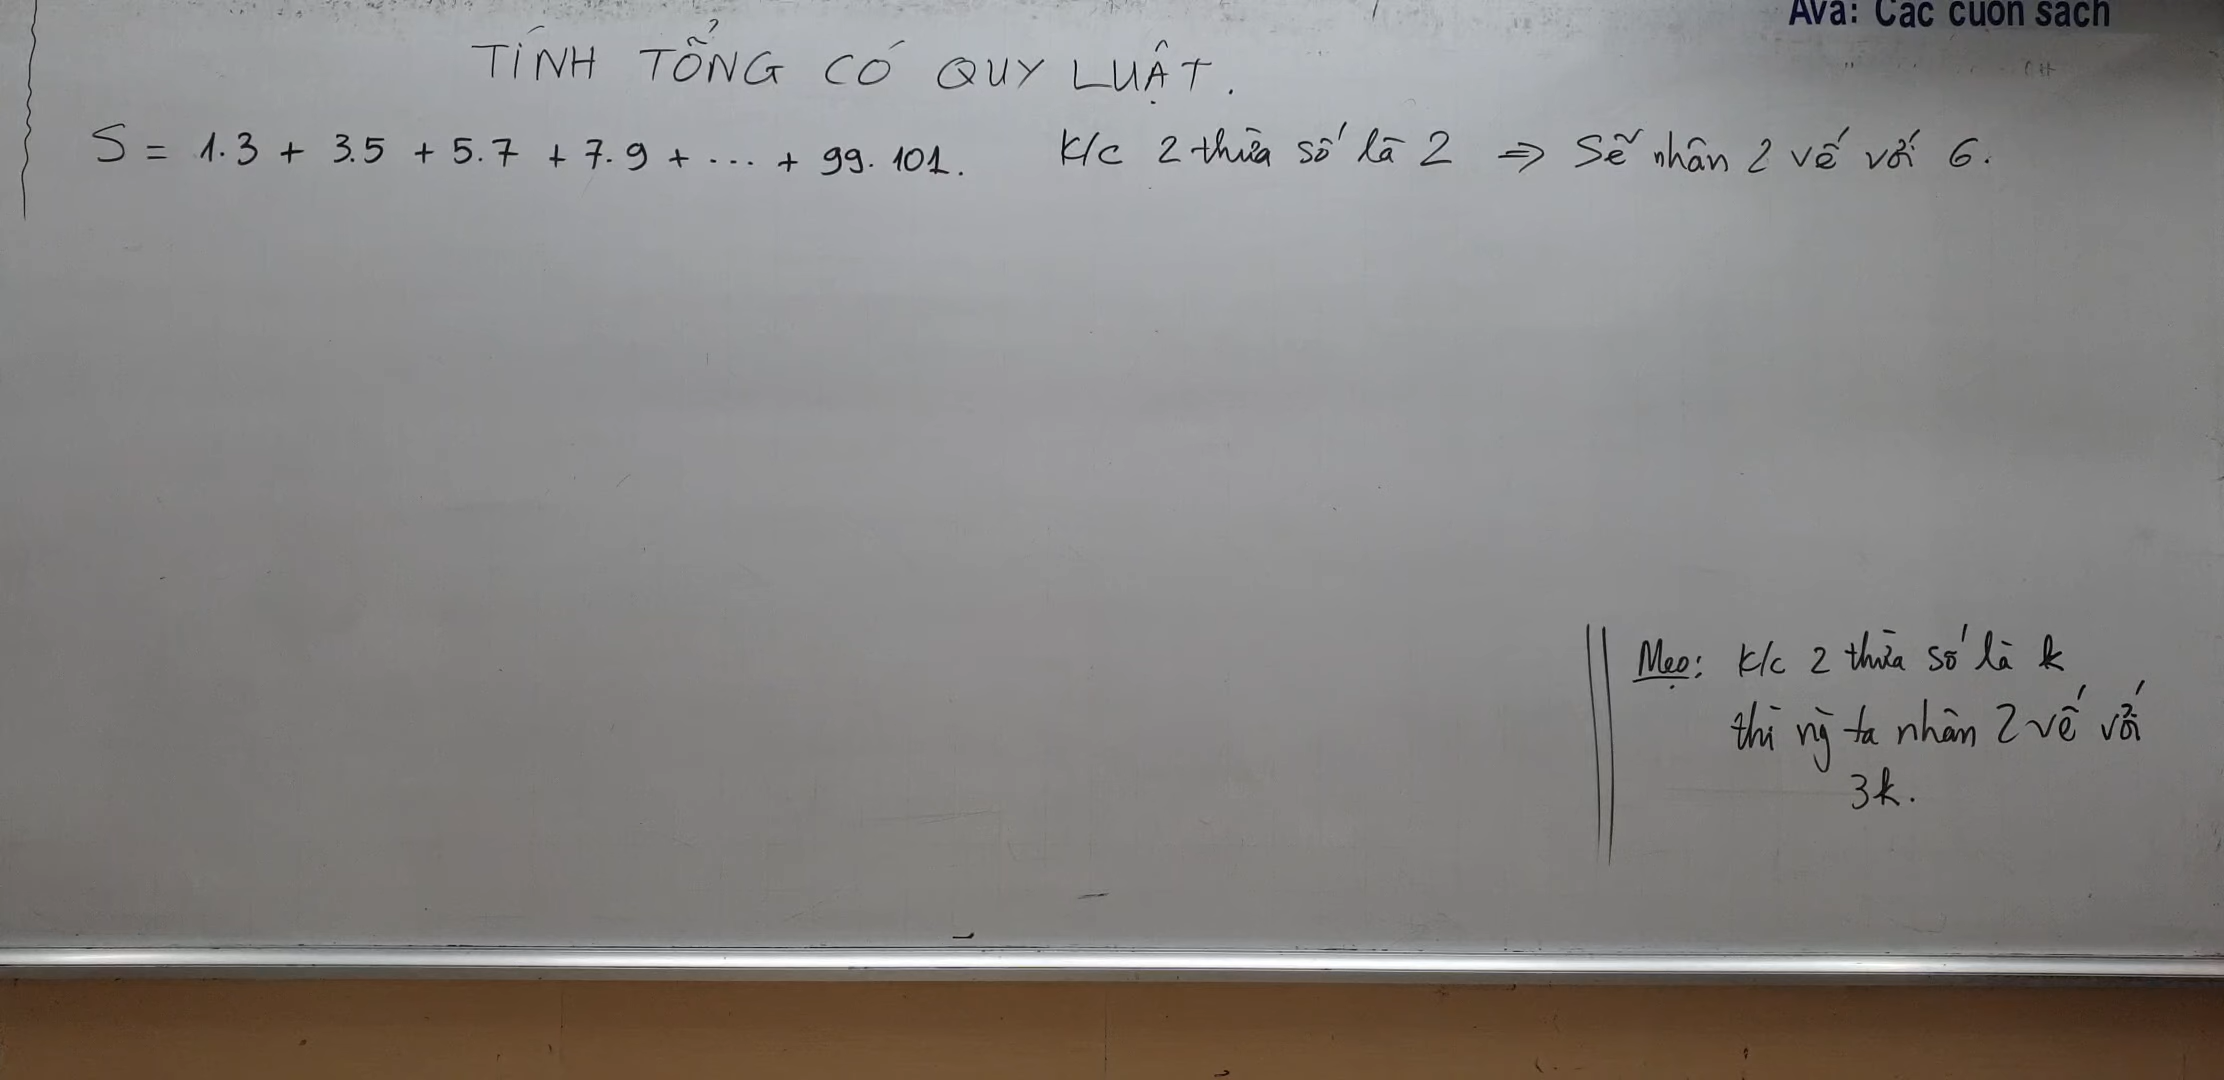 Ava: Các cuốn sách
TÍNH TỔNG CÓ QUY LUẬT.
S = 1.3 + 3.5 + 5.7 + 7.9 + ... + 99.101. K/c 2 thừa số là 2 => Sẽ nhân 2 vế với 6.
Mẹo: K/c 2 thừa số là k
thì ng ta nhân 2 vế với
3k.